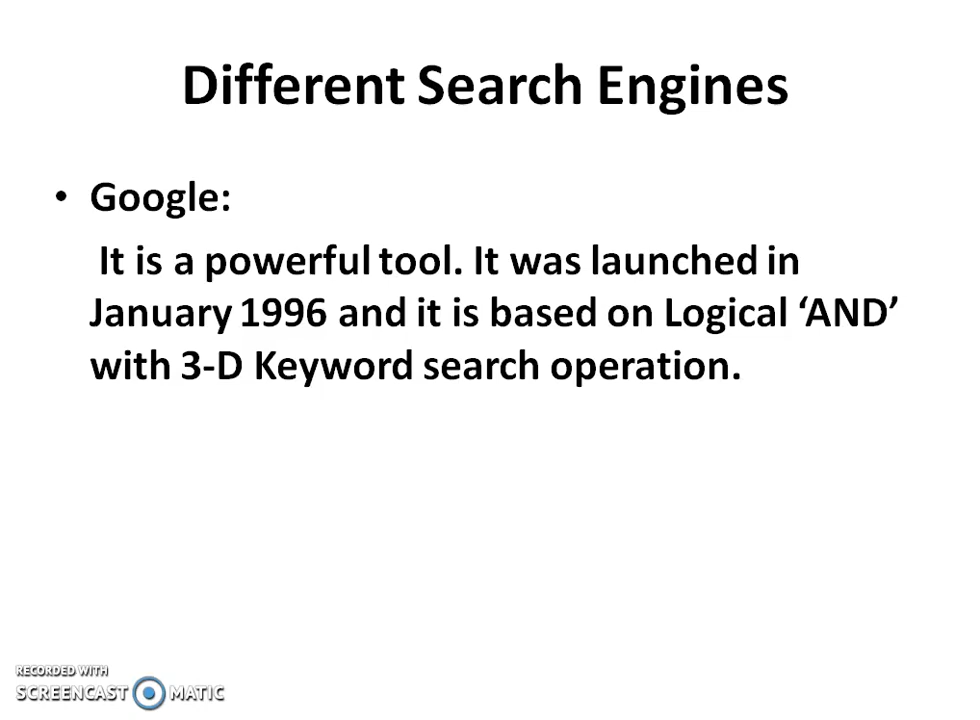 Different Search Engines
• Google:
It is a powerful tool. It was launched in
January 1996 and it is based on Logical ‘AND’
with 3-D Keyword search operation.
RECORDED WITH
SCREENCAST MATIC